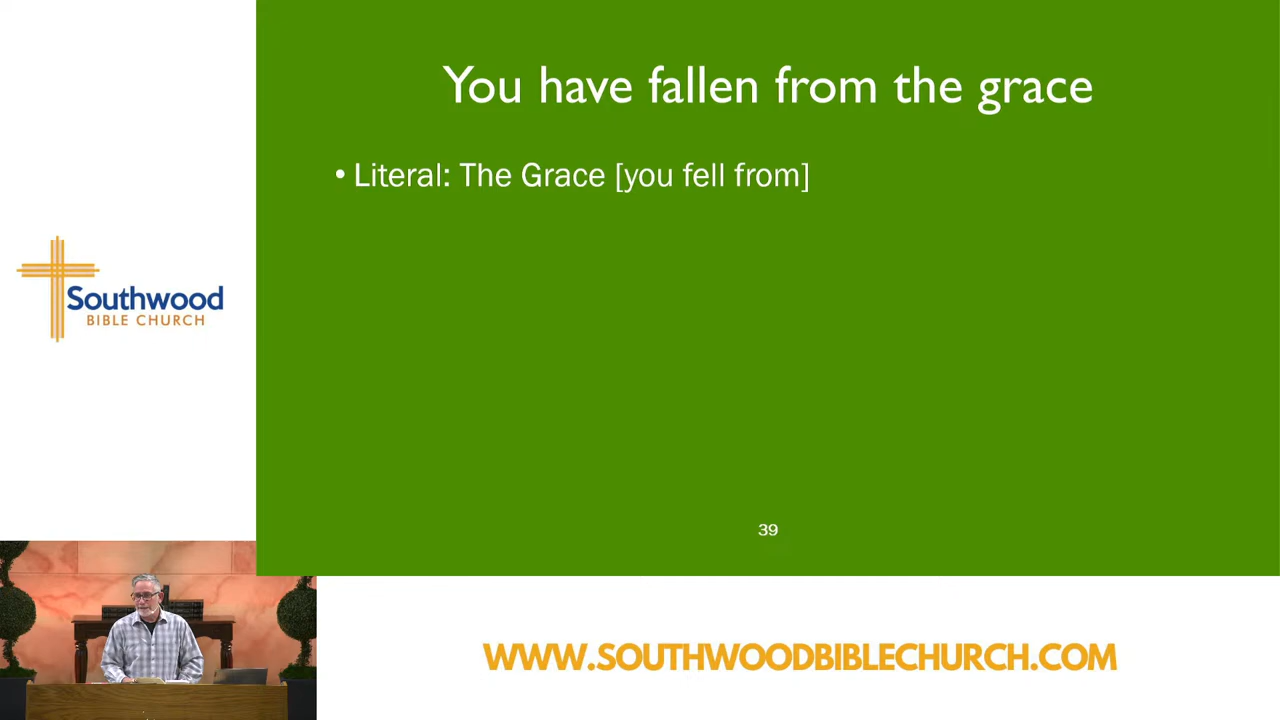 You have fallen from the grace
• Literal: The Grace [you fell from]
Southwood
BIBLE CHURCH
39
WWW.SOUTHWOODBIBLECHURCH.COM